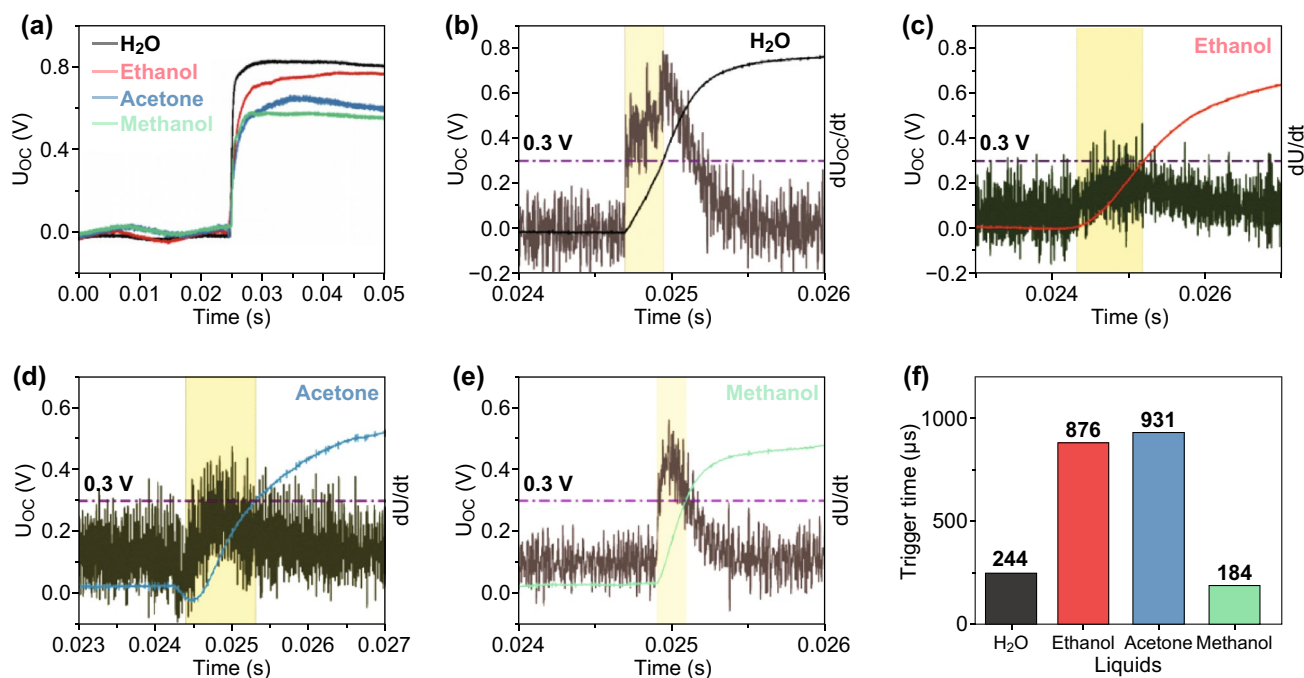 (a)
0.8
0.4
0.0
U_OC (V)
H₂O
Ethanol
Acetone
Methanol
0.00 0.01 0.02 0.03 0.04 0.05
Time (s)
(b)
0.8
0.6
0.4
0.2
0.0
−0.2
U_OC (V)
0.3 V
H₂O
dU_OC/dt
0.024 0.025 0.026
Time (s)
(c)
0.8
0.6
0.4
0.2
0.0
−0.2
U_OC (V)
0.3 V
Ethanol
dU/dt
0.024 0.026
Time (s)
(d)
0.6
0.4
0.2
0.0
U_OC (V)
0.3 V
Acetone
dU/dt
0.023 0.024 0.025 0.026 0.027
Time (s)
(e)
0.6
0.4
0.2
0.0
U_OC (V)
0.3 V
Methanol
dU/dt
0.024 0.025 0.026
Time (s)
(f)
1000
500
0
Trigger time (µs)
244 876 931 184
H₂O Ethanol Acetone Methanol
Liquids